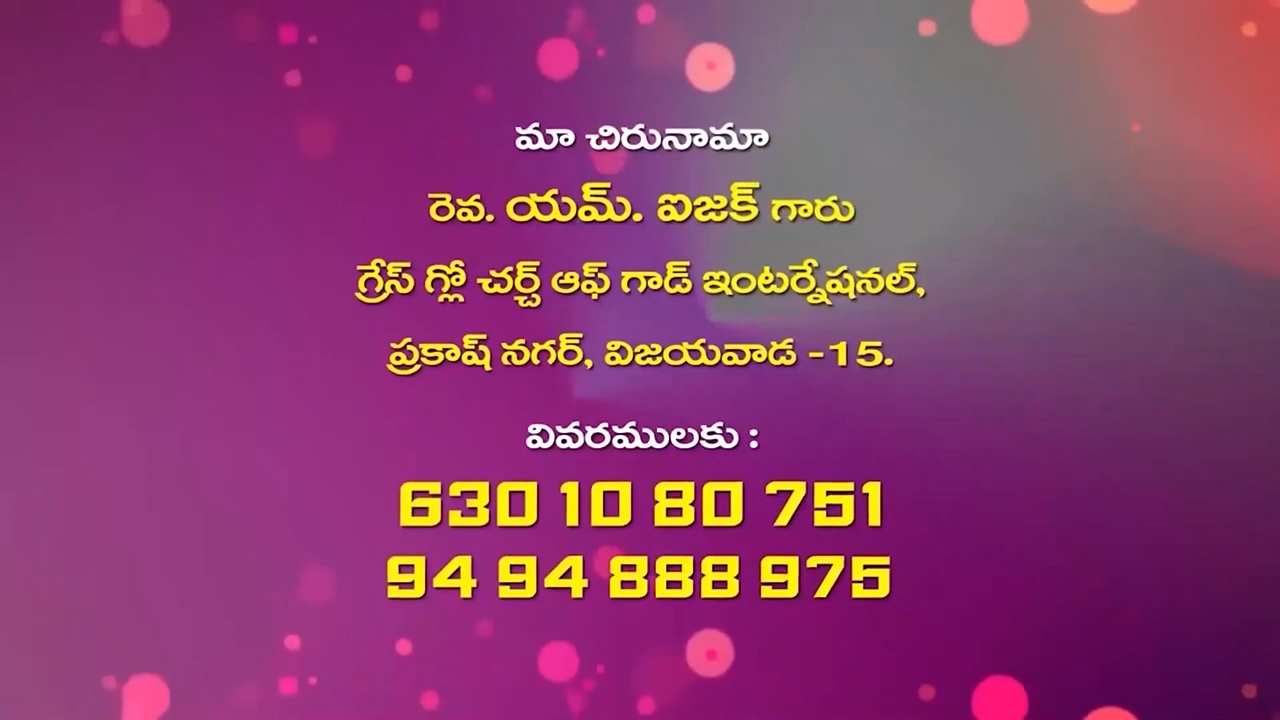 మా చిరునామా
రెవ. యమ్. ఐజక్ గారు
గ్రేస్ గ్లో చర్చ్ ఆఫ్ గాడ్ ఇంటర్నేషనల్,
ప్రకాష్ నగర్, విజయవాడ -15.
వివరములకు :
630 10 80 751
94 94 888 975